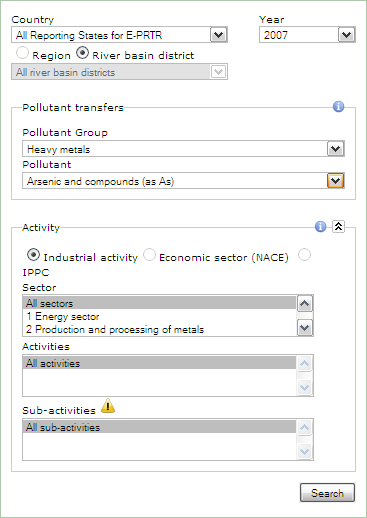 Country Year
All Reporting States for E-PRTR 2007
Region River basin district
All river basin districts
Pollutant transfers
Pollutant Group
Heavy metals
Pollutant
Arsenic and compounds (as As)
Activity
Industrial activity Economic sector (NACE)
IPPC
Sector
All sectors
1 Energy sector
2 Production and processing of metals
Activities
All activities
Sub-activities
All sub-activities
Search